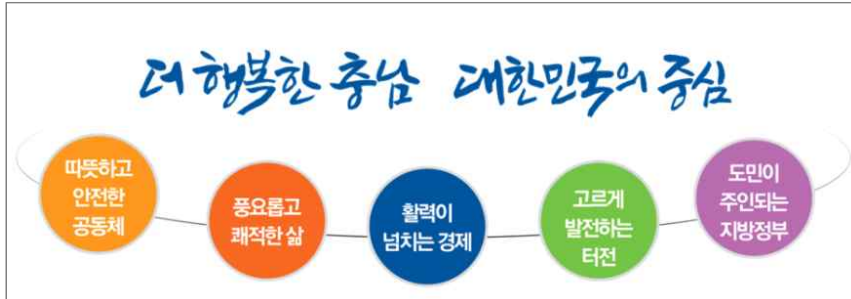 더 행복한 충남 대한민국의 중심
따뜻하고
안전한
공동체
풍요롭고
쾌적한 삶
활력이
넘치는 경제
고르게
발전하는
터전
도민이
주인되는
지방정부